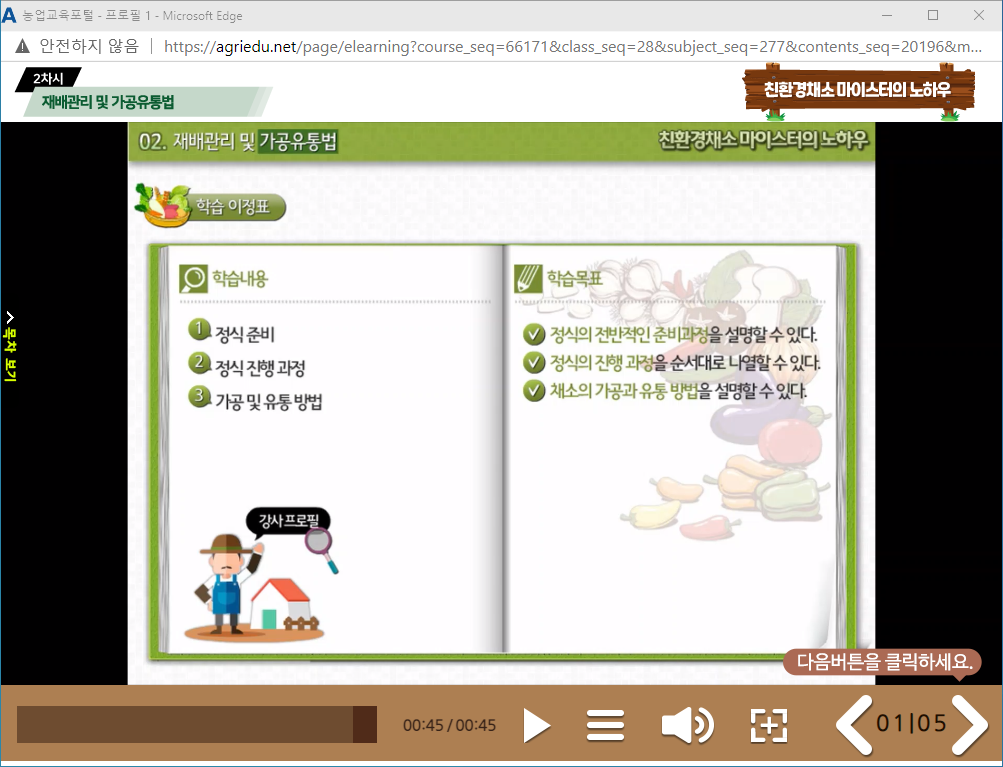 농업교육포털 - 프로필 1 - Microsoft Edge
안전하지 않음 | https://agriedu.net/page/elearning?course_seq=66171&class_seq=28&subject_seq=277&contents_seq=20196&m...
2차시
재배관리 및 가공유통법
친환경채소 마이스터의 노하우
02. 재배관리 및 가공유통법
친환경채소 마이스터의 노하우
학습 이정표
학습내용
1 정식 준비
2 정식 진행 과정
3 가공 및 유통 방법
학습목표
정식의 전반적인 준비과정을 설명할 수 있다.
정식의 진행 과정을 순서대로 나열할 수 있다.
채소의 가공과 유통 방법을 설명할 수 있다.
목차 보기
강사 프로필
다음버튼을 클릭하세요.
00:45 / 00:45
01|05